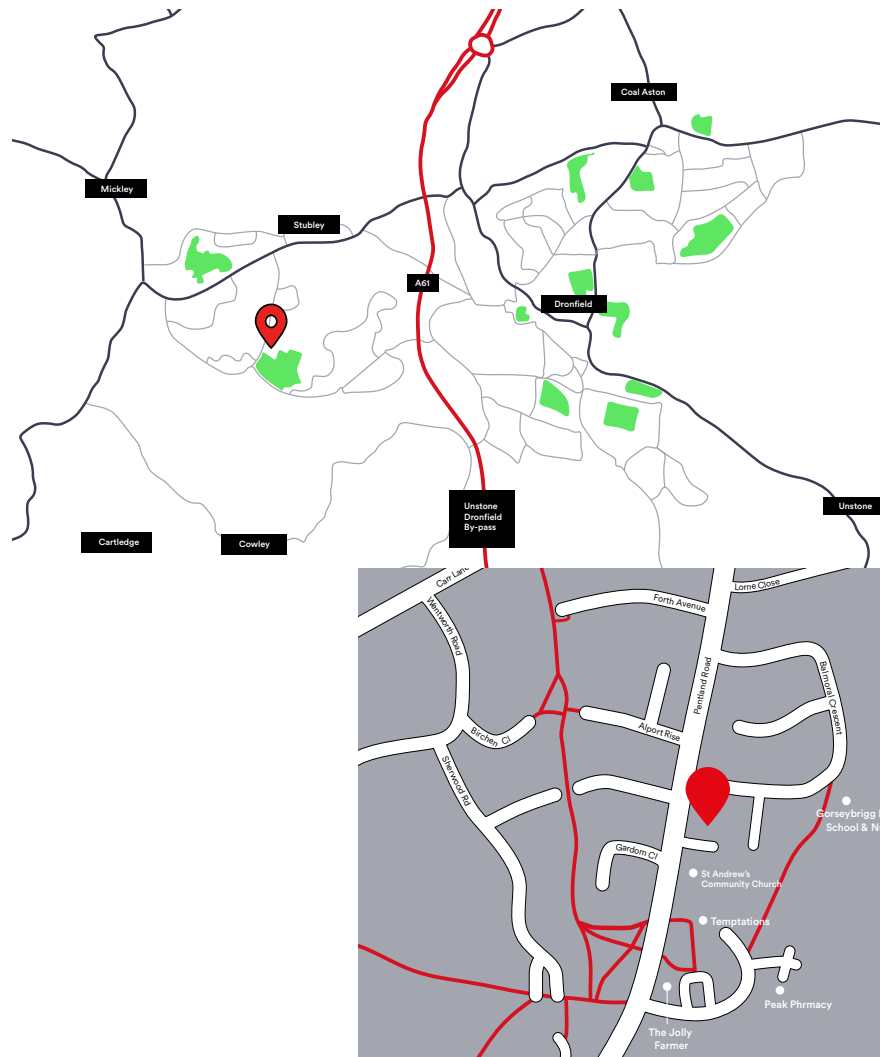 Coal Aston
Mickley
Stubley
A61
Dronfield
Unstone
Dronfield
By-pass
Unstone
Cartledge
Cowley
Carr Lane
Lorne Close
Forth Avenue
Wentworth Road
Pentland Road
Balmoral Crescent
Birchen Cl
Alport Rise
Sherwood Rd
Gorseybrigg
School &
Gardom Cl
St Andrew's
Community Church
Temptations
Peak Phrmacy
The Jolly
Farmer